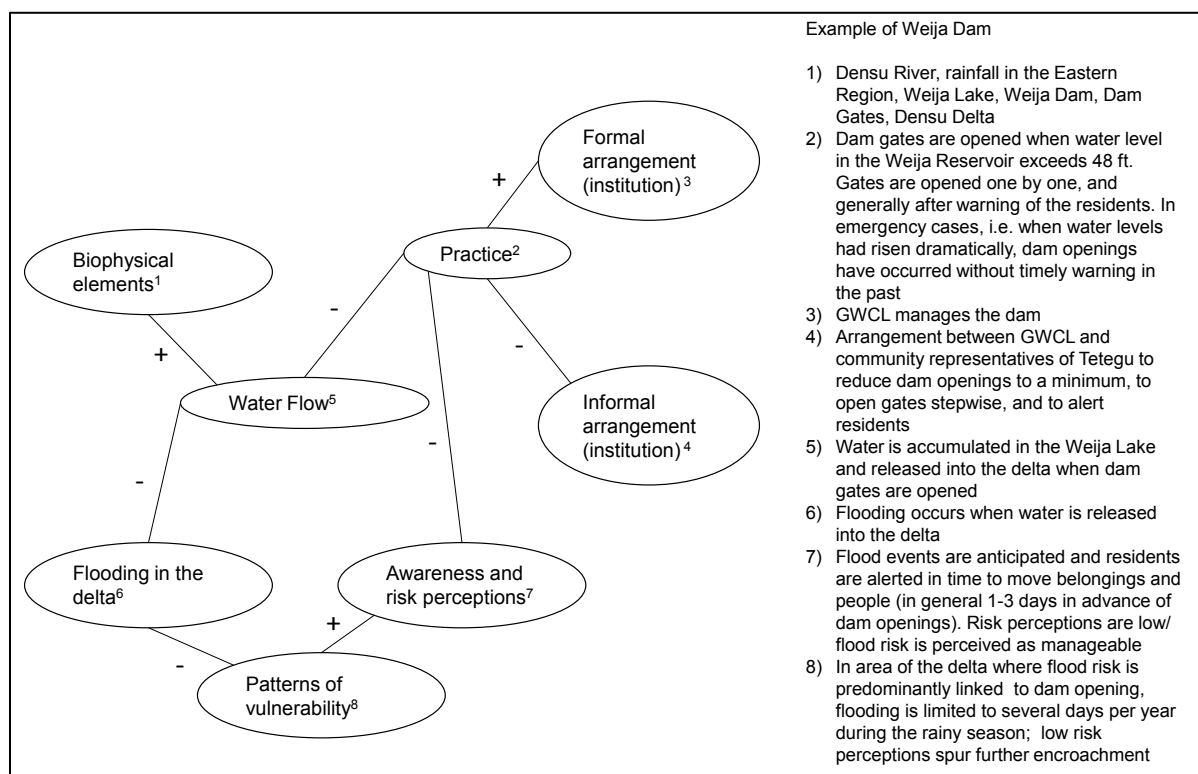 Formal
arrangement
(institution) 3
+
Practice2
Biophysical
elements1
-
-
+
Water Flow5
Informal
arrangement
(institution) 4
-
-
Flooding in the
delta6
Awareness and
risk perceptions7
+
-
Patterns of
vulnerability8
Example of Weija Dam
1) Densu River, rainfall in the Eastern
Region, Weija Lake, Weija Dam, Dam
Gates, Densu Delta
2) Dam gates are opened when water level
in the Weija Reservoir exceeds 48 ft.
Gates are opened one by one, and
generally after warning of the residents. In
emergency cases, i.e. when water levels
had risen dramatically, dam openings
have occurred without timely warning in
the past
3) GWCL manages the dam
4) Arrangement between GWCL and
community representatives of Tetegu to
reduce dam openings to a minimum, to
open gates stepwise, and to alert
residents
5) Water is accumulated in the Weija Lake
and released into the delta when dam
gates are opened
6) Flooding occurs when water is released
into the delta
7) Flood events are anticipated and residents
are alerted in time to move belongings and
people (in general 1-3 days in advance of
dam openings). Risk perceptions are low/
flood risk is perceived as manageable
8) In area of the delta where flood risk is
predominantly linked to dam opening,
flooding is limited to several days per year
during the rainy season; low risk
perceptions spur further encroachment